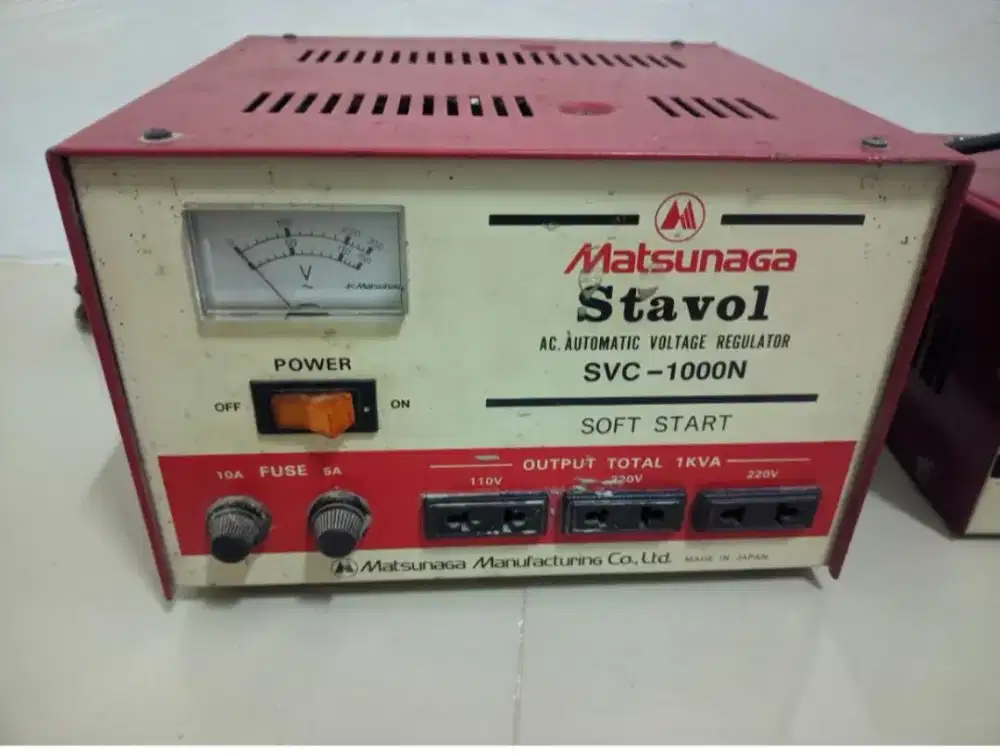 V
Matsunaga
Matsunaga
Stavol
AC. AUTOMATIC VOLTAGE REGULATOR
SVC-1000N
SOFT START
POWER
OFF
ON
10A FUSE 5A
OUTPUT TOTAL 1KVA
110V 220V 220V
Matsunaga Manufacturing Co., Ltd. MADE IN JAPAN